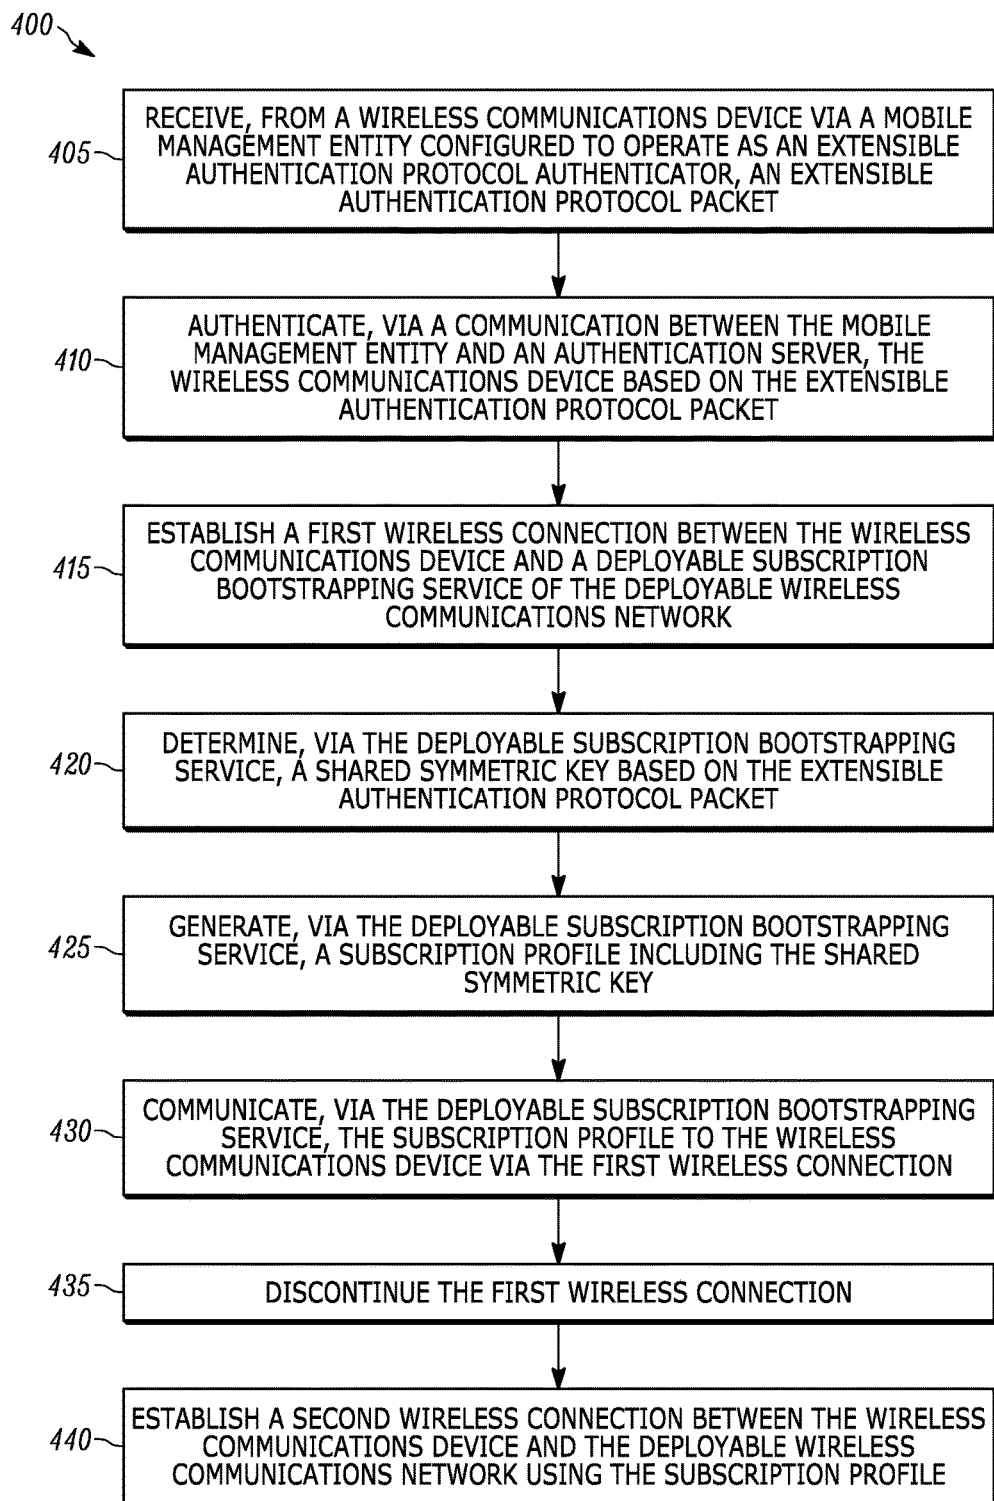 400
405
RECEIVE, FROM A WIRELESS COMMUNICATIONS DEVICE VIA A MOBILE
MANAGEMENT ENTITY CONFIGURED TO OPERATE AS AN EXTENSIBLE
AUTHENTICATION PROTOCOL AUTHENTICATOR, AN EXTENSIBLE
AUTHENTICATION PROTOCOL PACKET
410
AUTHENTICATE, VIA A COMMUNICATION BETWEEN THE MOBILE
MANAGEMENT ENTITY AND AN AUTHENTICATION SERVER, THE
WIRELESS COMMUNICATIONS DEVICE BASED ON THE EXTENSIBLE
AUTHENTICATION PROTOCOL PACKET
415
ESTABLISH A FIRST WIRELESS CONNECTION BETWEEN THE WIRELESS
COMMUNICATIONS DEVICE AND A DEPLOYABLE SUBSCRIPTION
BOOTSTRAPPING SERVICE OF THE DEPLOYABLE WIRELESS
COMMUNICATIONS NETWORK
420
DETERMINE, VIA THE DEPLOYABLE SUBSCRIPTION BOOTSTRAPPING
SERVICE, A SHARED SYMMETRIC KEY BASED ON THE EXTENSIBLE
AUTHENTICATION PROTOCOL PACKET
425
GENERATE, VIA THE DEPLOYABLE SUBSCRIPTION BOOTSTRAPPING
SERVICE, A SUBSCRIPTION PROFILE INCLUDING THE SHARED
SYMMETRIC KEY
430
COMMUNICATE, VIA THE DEPLOYABLE SUBSCRIPTION BOOTSTRAPPING
SERVICE, THE SUBSCRIPTION PROFILE TO THE WIRELESS
COMMUNICATIONS DEVICE VIA THE FIRST WIRELESS CONNECTION
435
DISCONTINUE THE FIRST WIRELESS CONNECTION
440
ESTABLISH A SECOND WIRELESS CONNECTION BETWEEN THE WIRELESS
COMMUNICATIONS DEVICE AND THE DEPLOYABLE WIRELESS
COMMUNICATIONS NETWORK USING THE SUBSCRIPTION PROFILE